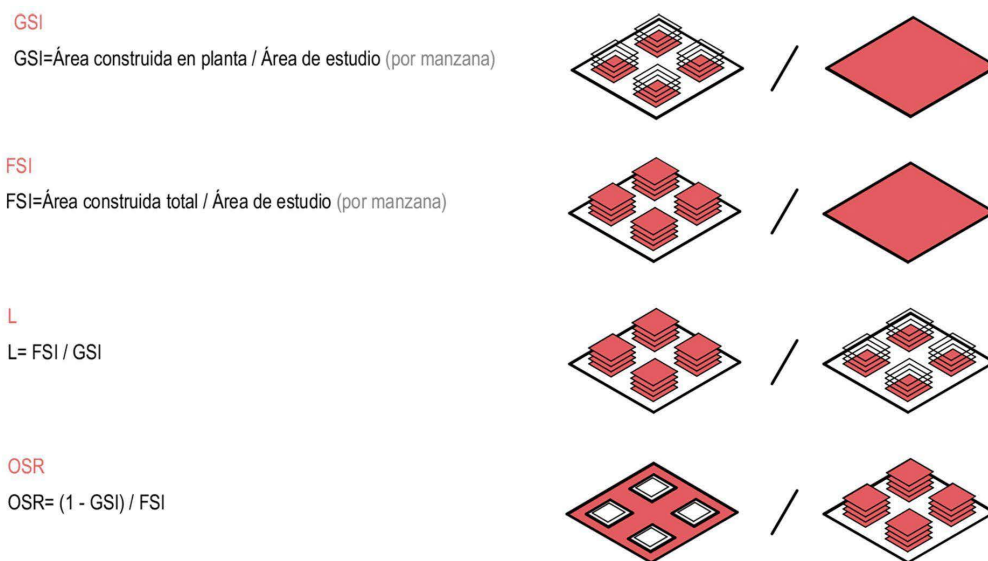 GSI
GSI=Área construida en planta / Área de estudio (por manzana)
FSI
FSI=Área construida total / Área de estudio (por manzana)
L
L= FSI / GSI
OSR
OSR= (1 - GSI) / FSI